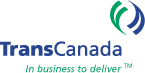 TransCanada
In business to deliver™